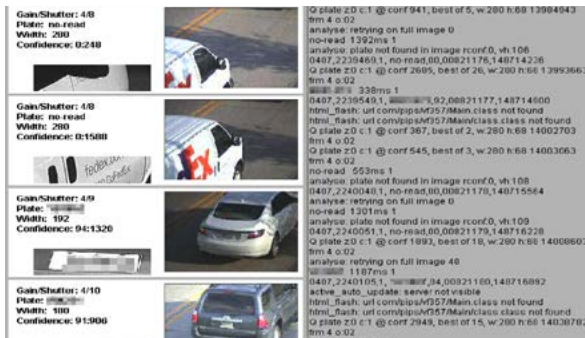 Gain/Shutter: 4/8
Plate: no-read
Width: 280
Confidence: 0:248
Gain/Shutter: 4/8
Plate: no-read
Width: 280
Confidence: 0:1588
fedex.com
Ex
Gain/Shutter: 4/9
Plate:
Width: 192
Confidence: 94:1320
Gain/Shutter: 4/10
Plate:
Width: 180
Confidence: 91:906
Q plate z:0 c:1 @ conf 941, best of 5, w:280 h:68 13984943
frm 4 o:02
analyse: retrying on full image 0
no-read 1392ms 1
analyse: plate not found in image rconf:0, vh:106
0407,2239469,1, no-read,00,00821176,148714236
Q plate z:0 c:1 @ conf 2685, best of 26, w:280 h:68
frm 4 o:02
338ms 1
0407,2239549,1, ,92,00821177,148714900
html_flash: url com/pips/vf357/Main.class not found
html_flash: url com/pips/vf357/Main/class not found
Q plate z:0 c:1 @ conf 367, best of 2, w:280 h:68 14002703
frm 4 o:02
Q plate z:0 c:1 @ conf 545, best of 3, w:280 h:68 14003063
frm 4 o:02
no-read 553ms 1
analyse: plate not found in image rconf:0, vh:108
0407,2240048,1, no-read,00,00821178,148715564
analyse: retrying on full image 0
no-read 1301ms 1
analyse: plate not found in image rconf:0, vh:109
0407,2240051,1, no-read,00,00821179,148716228
Q plate z:0 c:1 @ conf 1893, best of 18, w:280 h:68
frm 4 o:02
analyse: retrying on full image 48
1187ms 1
0407,2240105,1, ,94,00821180,148716892
active_auto_update: server not visible
html_flash: url com/pips/vf357/Main.class not found
html_flash: url com/pips/vf357/Main/class not found
Q plate z:0 c:1 @ conf 2949, best of 15, w:280 h:68
frm 4 o:02